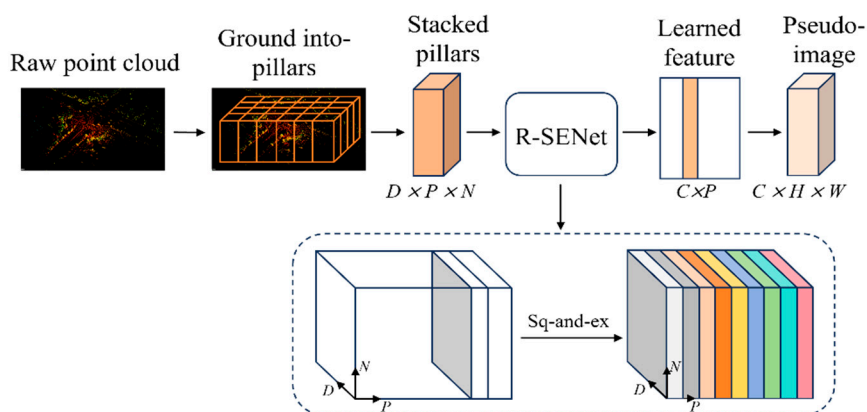 Raw point cloud
Ground into-
pillars
Stacked
pillars
D × P × N
R-SENet
Learned
feature
C×P
Pseudo-
image
C × H × W
Sq-and-ex
N
D
P
N
D
P